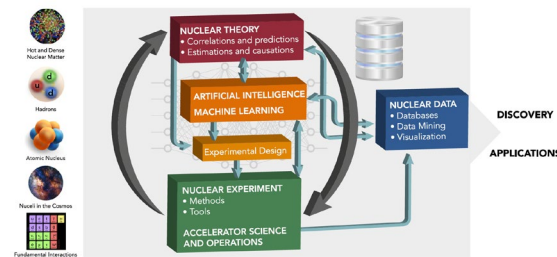 Hot and Dense
Nuclear Matter
u
d
d
Hadrons
Atomic Nucleus
Nuclei in the Cosmos
Fundamental Interactions
NUCLEAR THEORY
• Correlations and predictions
• Estimations and causations
ARTIFICIAL INTELLIGENCE
MACHINE LEARNING
Experimental Design
NUCLEAR EXPERIMENT
• Methods
• Tools
ACCELERATOR SCIENCE
AND OPERATIONS
NUCLEAR DATA
• Databases
• Data Mining
• Visualization
DISCOVERY
APPLICATIONS